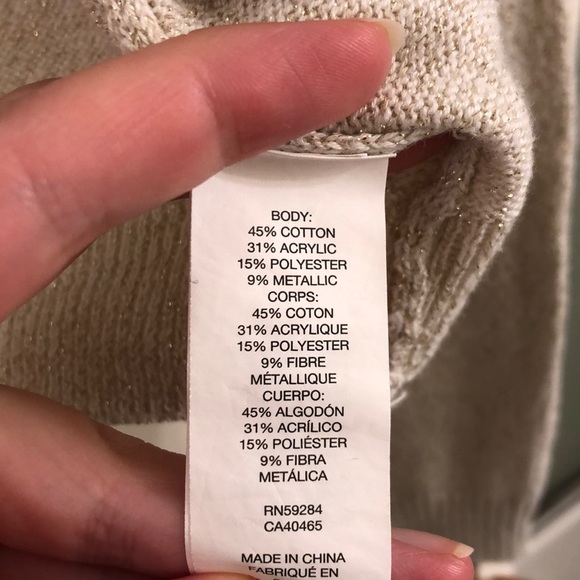 BODY:
45% COTTON
31% ACRYLIC
15% POLYESTER
9% METALLIC
CORPS:
45% COTON
31% ACRYLIQUE
15% POLYESTER
9% FIBRE
MÉTALLIQUE
CUERPO:
45% ALGODÓN
31% ACRÍLICO
15% POLIÉSTER
9% FIBRA
METÁLICA
RN59284
CA40465
MADE IN CHINA
FABRIQUÉ EN